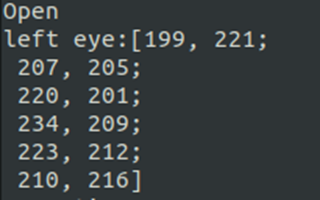 Open
left eye:[199, 221;
 207, 205;
 220, 201;
 234, 209;
 223, 212;
 210, 216]